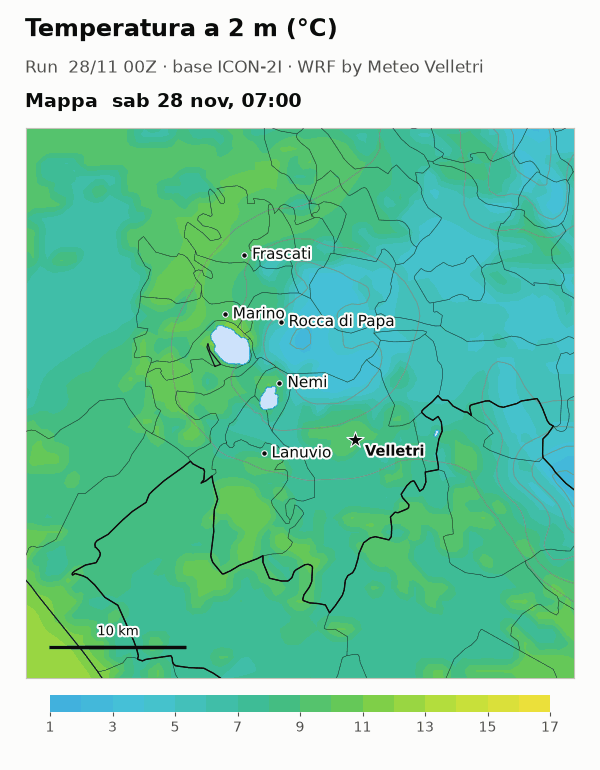 Temperatura a 2 m (°C)
Run  28/11 00Z · base ICON-2I · WRF by Meteo Velletri
Mappa  sab 28 nov, 07:00
Frascati
Marino
Rocca di Papa
Nemi
Velletri
Lanuvio
10 km
1 3 5 7 9 11 13 15 17